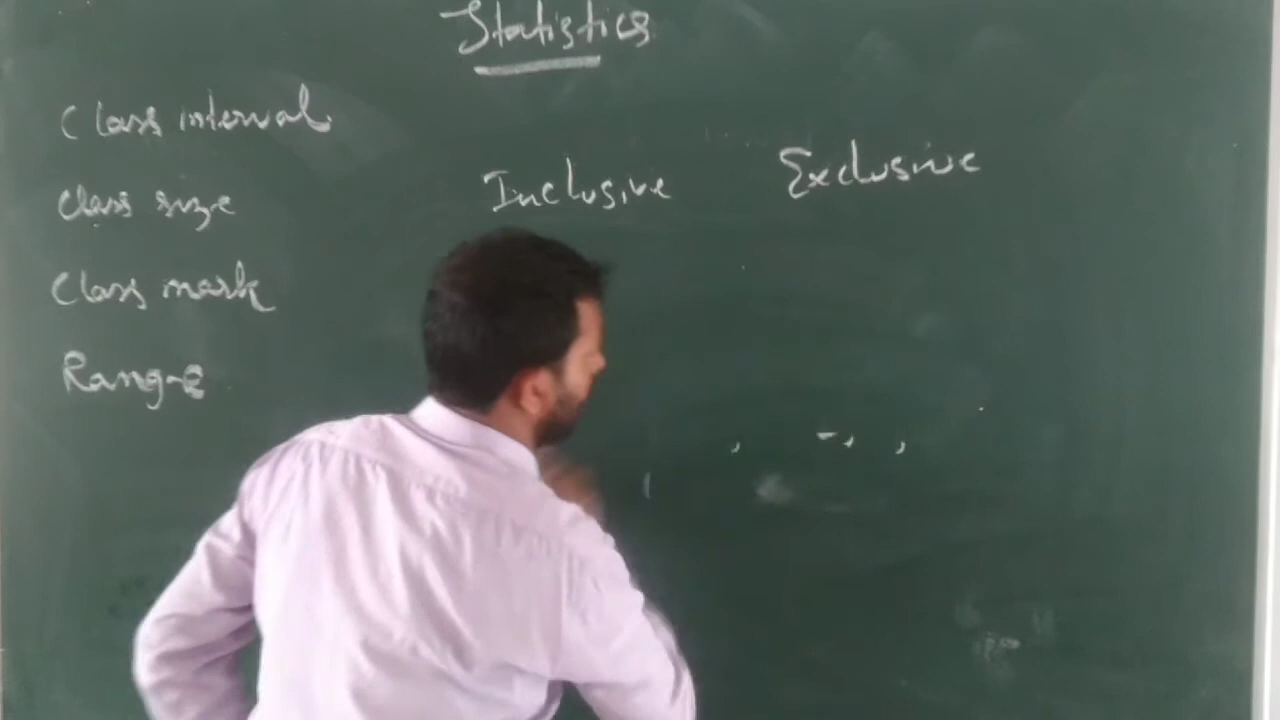 Statistics
Class interval
Inclusive Exclusive
Class size
Class mark
Range